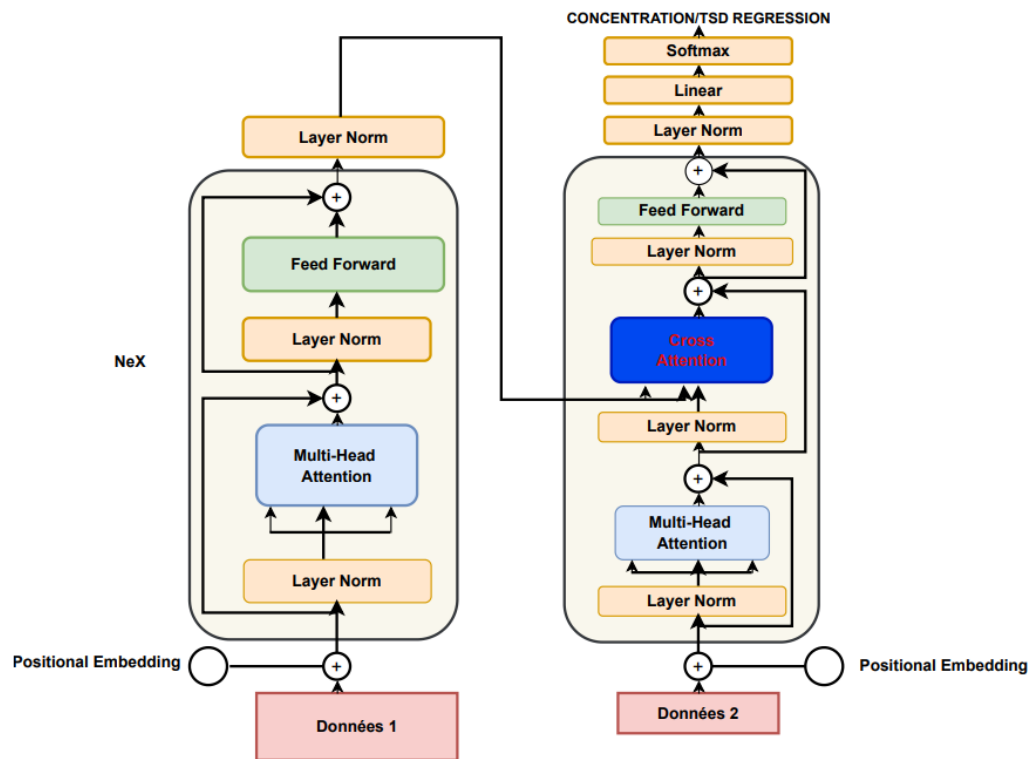 CONCENTRATION/TSD REGRESSION
Softmax
Linear
Layer Norm
Layer Norm
Feed Forward
Layer Norm
NeX
Multi-Head
Attention
Layer Norm
Positional Embedding
Données 1
Feed Forward
Layer Norm
Cross
Attention
Layer Norm
Multi-Head
Attention
Layer Norm
Positional Embedding
Données 2